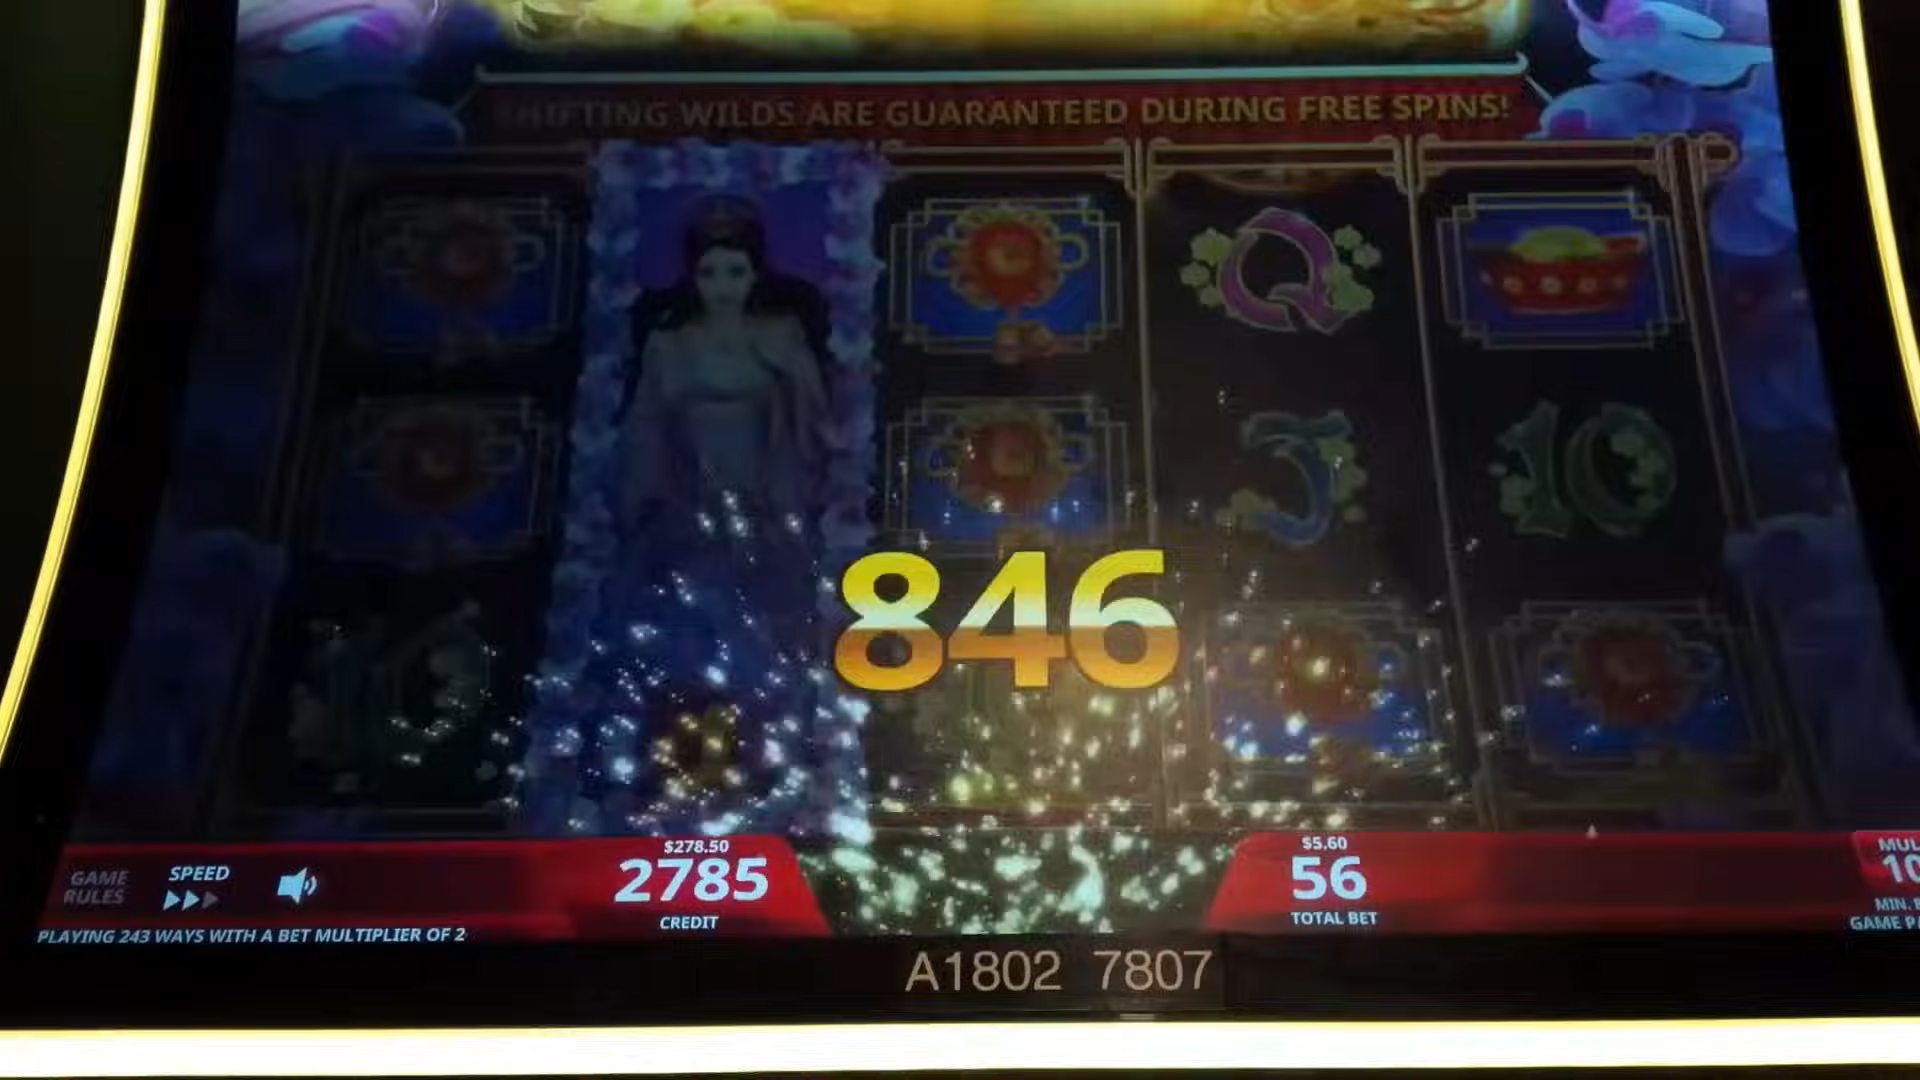 SHIFTING WILDS ARE GUARANTEED DURING FREE SPINS!
Q
J
10
846
GAME RULES
SPEED
$278.50
2785
CREDIT
$5.60
56
TOTAL BET
PLAYING 243 WAYS WITH A BET MULTIPLIER OF 2
A1802 7807